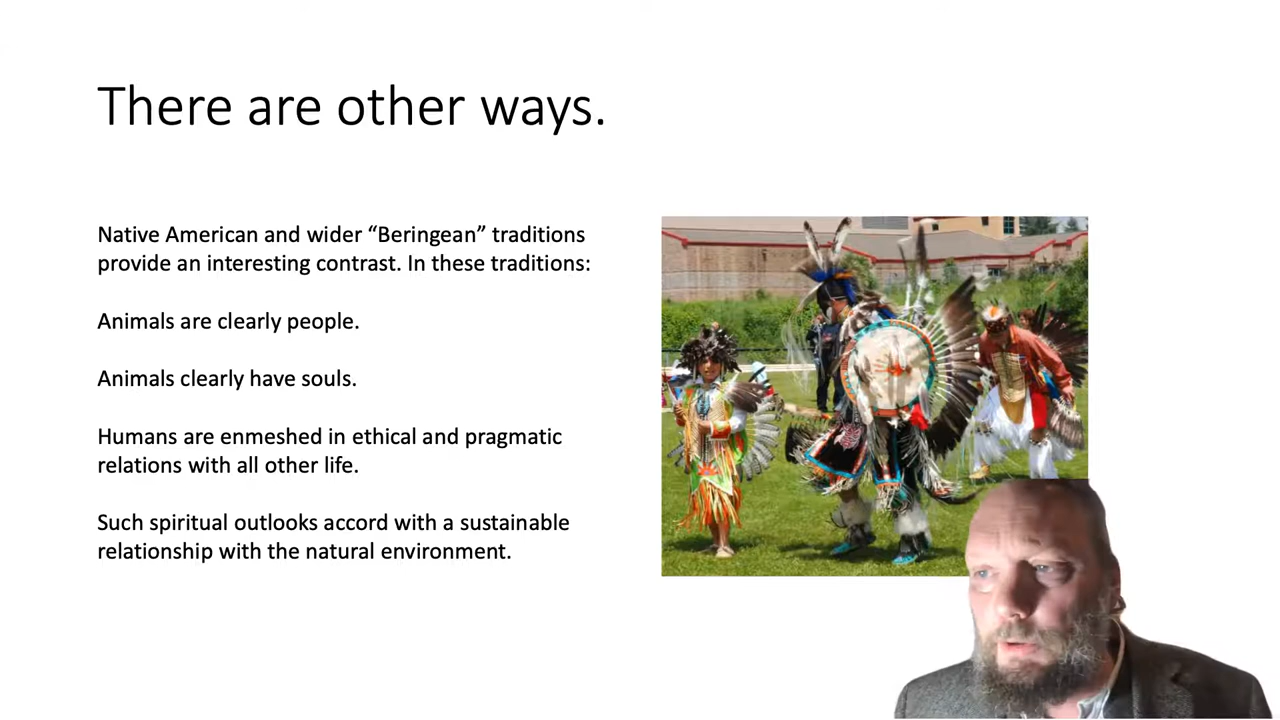 There are other ways.
Native American and wider “Beringean” traditions
provide an interesting contrast. In these traditions:
Animals are clearly people.
Animals clearly have souls.
Humans are enmeshed in ethical and pragmatic
relations with all other life.
Such spiritual outlooks accord with a sustainable
relationship with the natural environment.